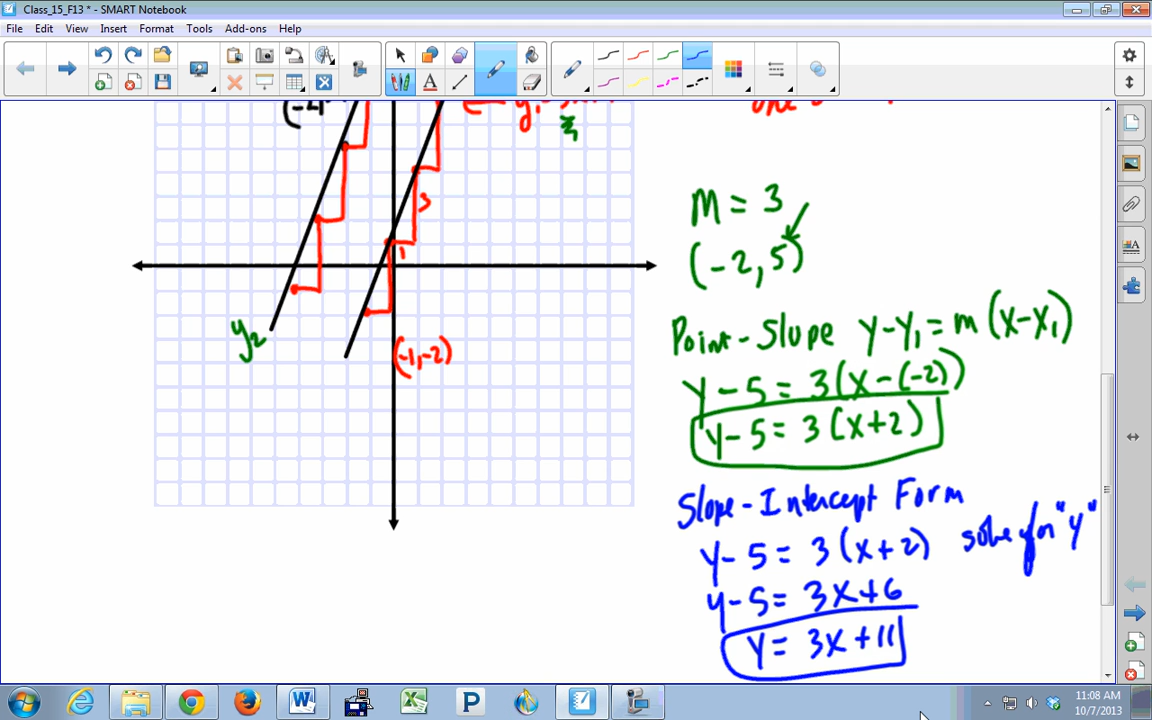 Class_15_F13 * - SMART Notebook
File Edit View Insert Format Tools Add-ons Help
A
m = 3
(-2, 5)
Point-Slope y-y₁ = m(x-x₁)
y-5 = 3(x-(-2))
y-5 = 3(x+2)
Slope-Intercept Form
y-5 = 3(x+2) solve for "y"
y-5 = 3x+6
y = 3x+11
3
1
y₂
(-1,-2)
11:08 AM
10/7/2013